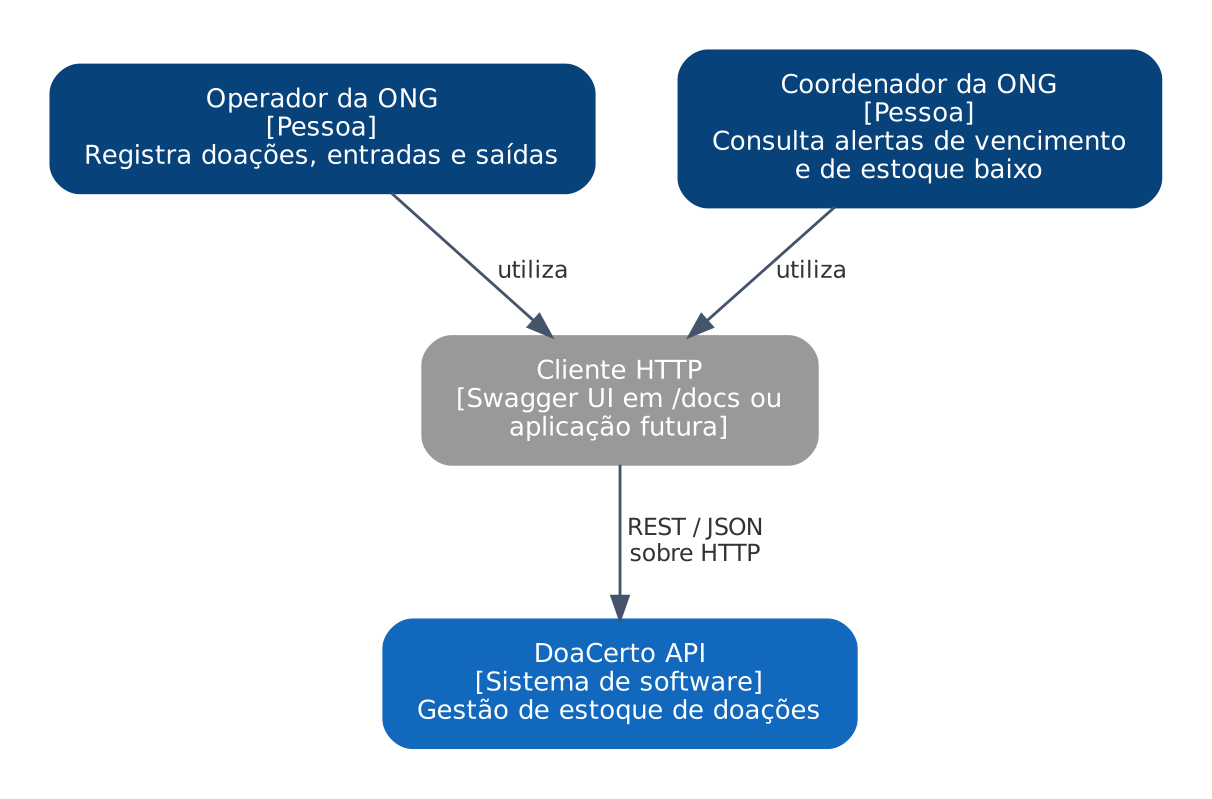 Operador da ONG
[Pessoa]
Registra doações, entradas e saídas
Coordenador da ONG
[Pessoa]
Consulta alertas de vencimento
e de estoque baixo
utiliza
utiliza
Cliente HTTP
[Swagger UI em /docs ou
aplicação futura]
REST / JSON
sobre HTTP
DoaCerto API
[Sistema de software]
Gestão de estoque de doações